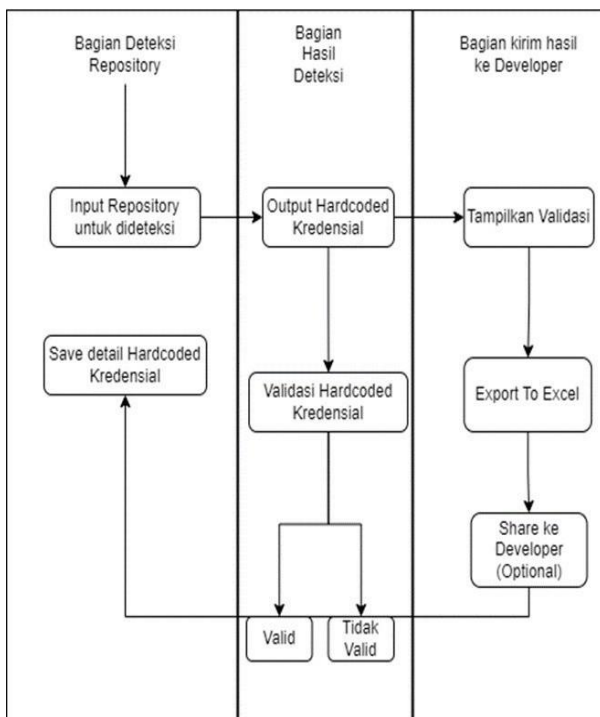 Bagian Deteksi
Repository
Bagian
Hasil
Deteksi
Bagian kirim hasil
ke Developer
Input Repository
untuk dideteksi
Output Hardcoded
Kredensial
Tampilkan Validasi
Save detail Hardcoded
Kredensial
Validasi Hardcoded
Kredensial
Export To Excel
Share ke
Developer
(Optional)
Valid
Tidak
Valid